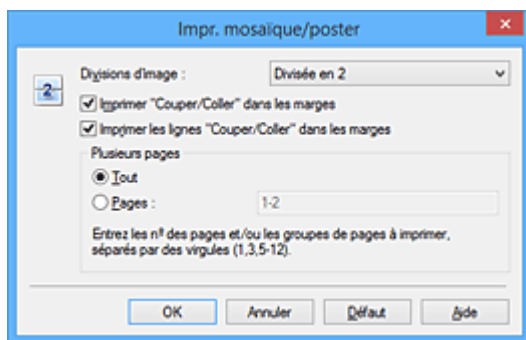 Impr. mosaïque/poster
Divisions d'image : Divisée en 2
2
Imprimer "Couper/Coller" dans les marges
Imprimer les lignes "Couper/Coller" dans les marges
Plusieurs pages
Tout
Pages : 1-2
Entrez les nº des pages et/ou les groupes de pages à imprimer,
séparés par des virgules (1,3,5-12).
OK Annuler Défaut Aide